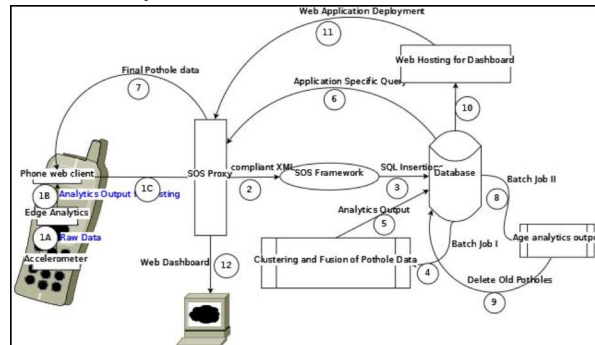 Web Application Deployment
11
Web Hosting for Dashboard
Final Pothole data
7
Application Specific Query
6
10
Phone web client
1C
SOS Proxy
compliant XML
2
SOS Framework
SQL Insertions
3
Database
Batch Job II
8
1B
Analytics Output
Edge Analytics
1A
Raw Data
Accelerometer
Analytics Output
5
Clustering and Fusion of Pothole Data
4
Batch Job I
Age analytics output
Delete Old Potholes
9
Web Dashboard
12